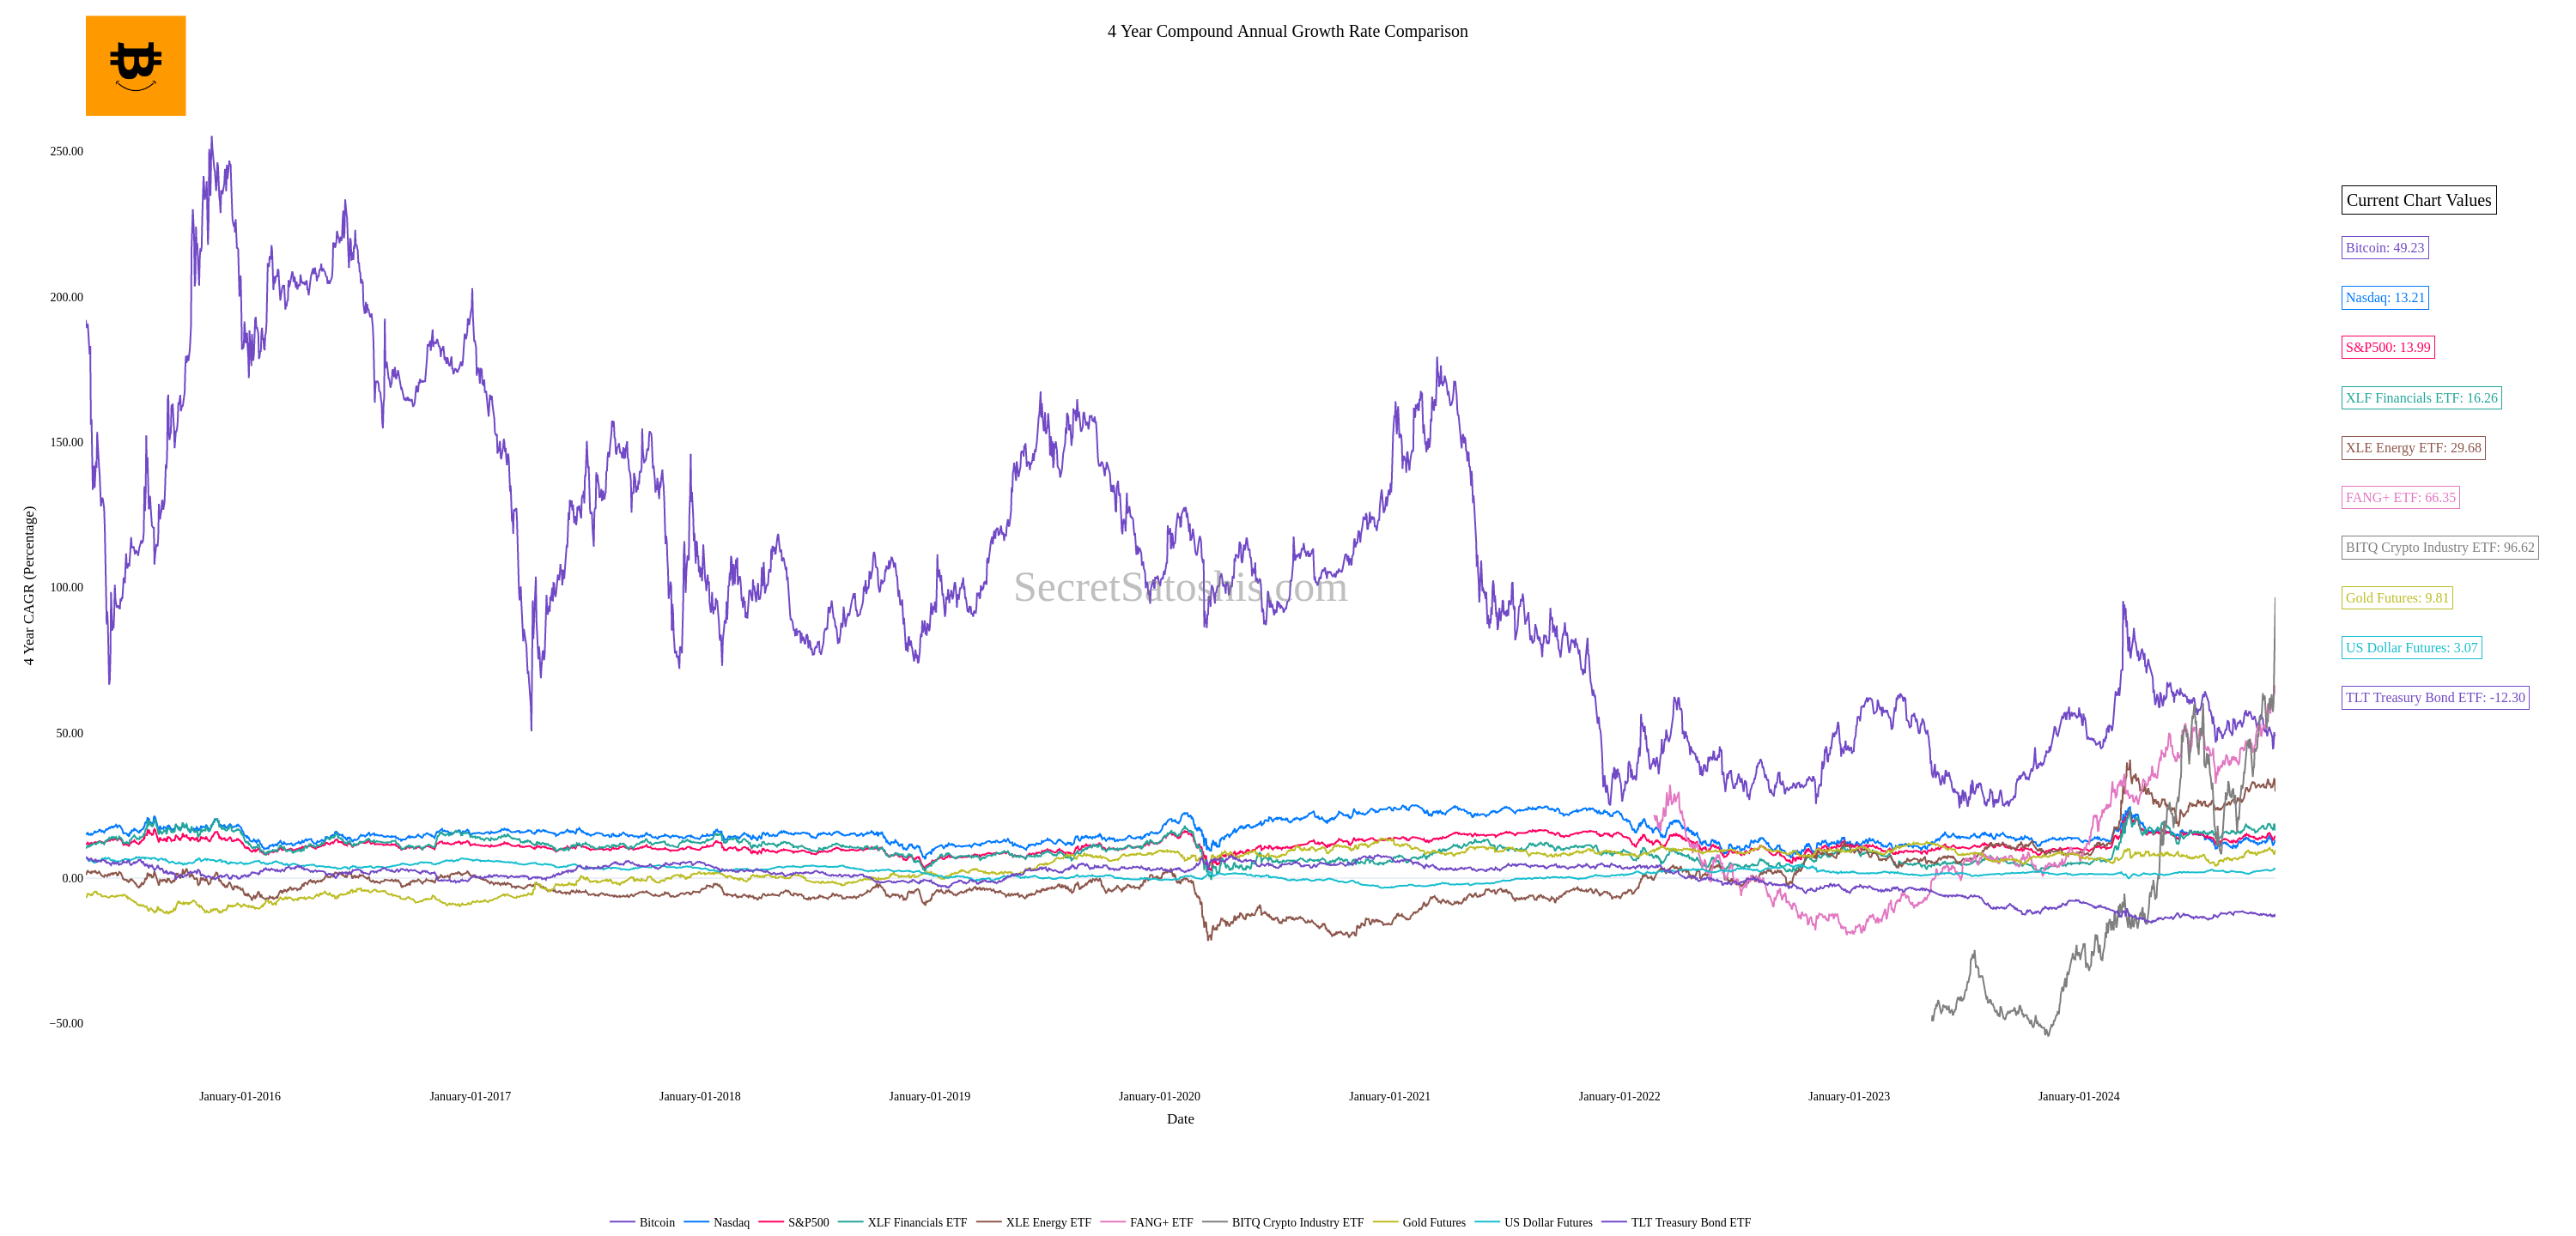 4 Year Compound Annual Growth Rate Comparison
250.00
200.00
150.00
100.00
50.00
0.00
−50.00
4 Year CAGR (Percentage)
SecretSatoshis.com
Current Chart Values
Bitcoin: 49.23
Nasdaq: 13.21
S&P500: 13.99
XLF Financials ETF: 16.26
XLE Energy ETF: 29.68
FANG+ ETF: 66.35
BITQ Crypto Industry ETF: 96.62
Gold Futures: 9.81
US Dollar Futures: 3.07
TLT Treasury Bond ETF: -12.30
January-01-2016 January-01-2017 January-01-2018 January-01-2019 January-01-2020 January-01-2021 January-01-2022 January-01-2023 January-01-2024
Date
Bitcoin Nasdaq S&P500 XLF Financials ETF XLE Energy ETF FANG+ ETF BITQ Crypto Industry ETF Gold Futures US Dollar Futures TLT Treasury Bond ETF